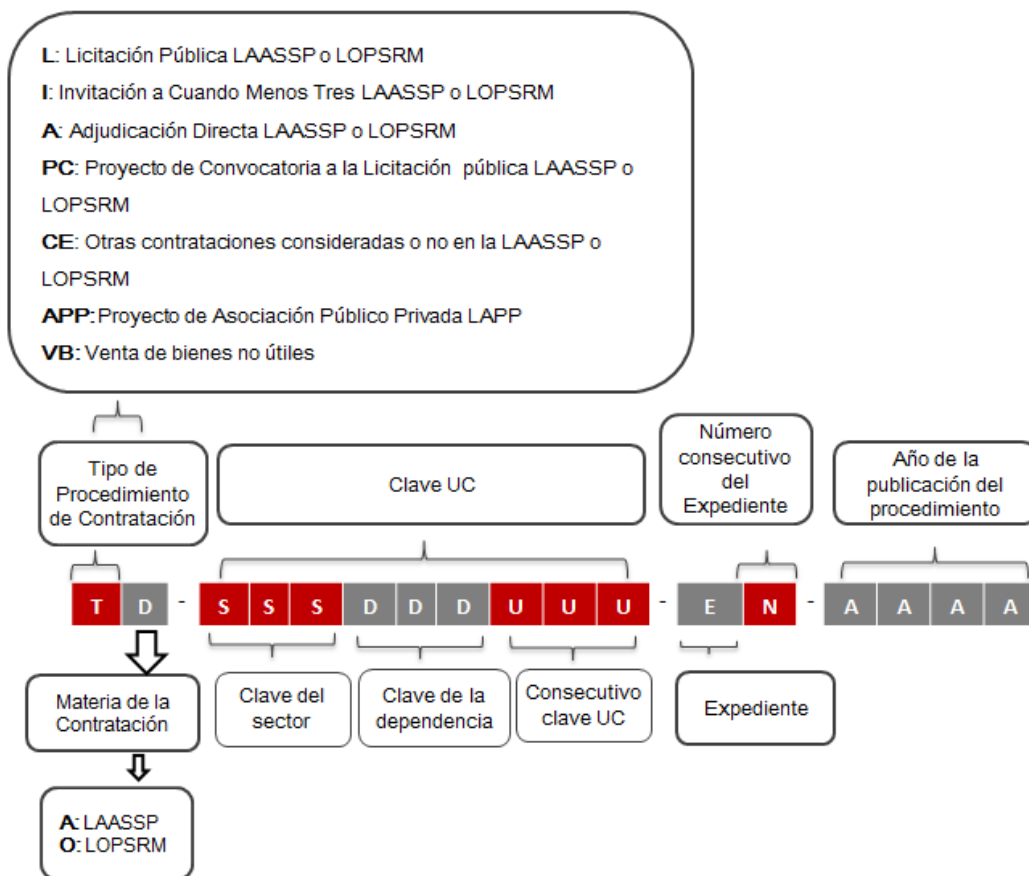 L: Licitación Pública LAASSP o LOPSRM
I: Invitación a Cuando Menos Tres LAASSP o LOPSRM
A: Adjudicación Directa LAASSP o LOPSRM
PC: Proyecto de Convocatoria a la Licitación pública LAASSP o
LOPSRM
CE: Otras contrataciones consideradas o no en la LAASSP o
LOPSRM
APP: Proyecto de Asociación Público Privada LAPP
VB: Venta de bienes no útiles
Tipo de
Procedimiento
de Contratación
Clave UC
Número
consecutivo
del
Expediente
Año de la
publicación del
procedimiento
T D - S S S D D D U U U - E N - A A A A
Materia de la
Contratación
Clave del
sector
Clave de la
dependencia
Consecutivo
clave UC
Expediente
A: LAASSP
O: LOPSRM